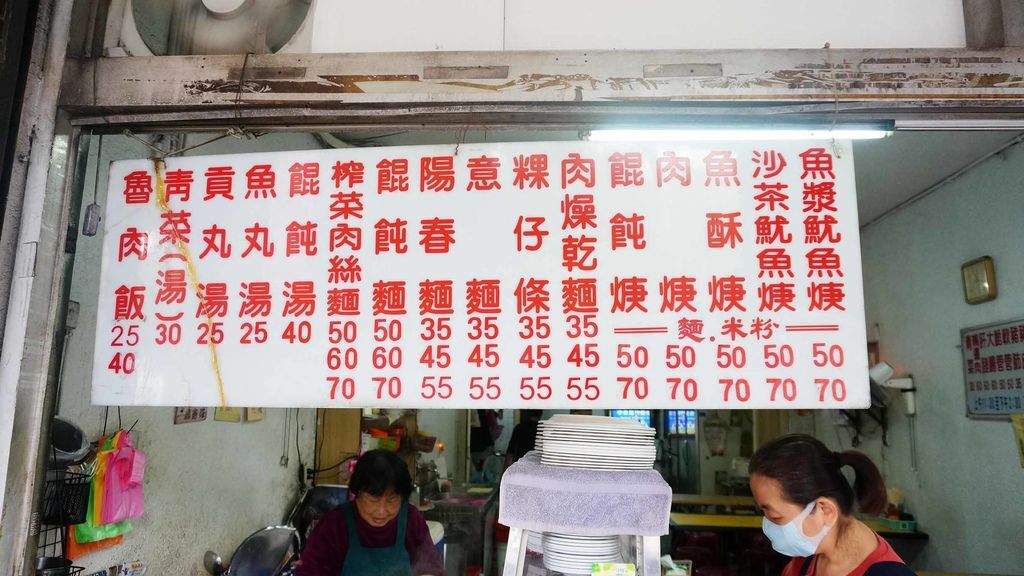 魚漿魷魚焿 50 70
沙茶魷魚焿 50 70
魚酥焿 50 70
肉焿 50 70
餛飩焿 50 70
麵.米粉
肉燥乾麵 35 45 55
粿仔條 35 45 55
意麵 35 45 55
陽春麵 35 45 55
餛飩麵 50 60 70
榨菜肉絲麵 50 60 70
餛飩湯 40
魚丸湯 25
貢丸湯 25
青菜(湯) 30
魯肉飯 25 40